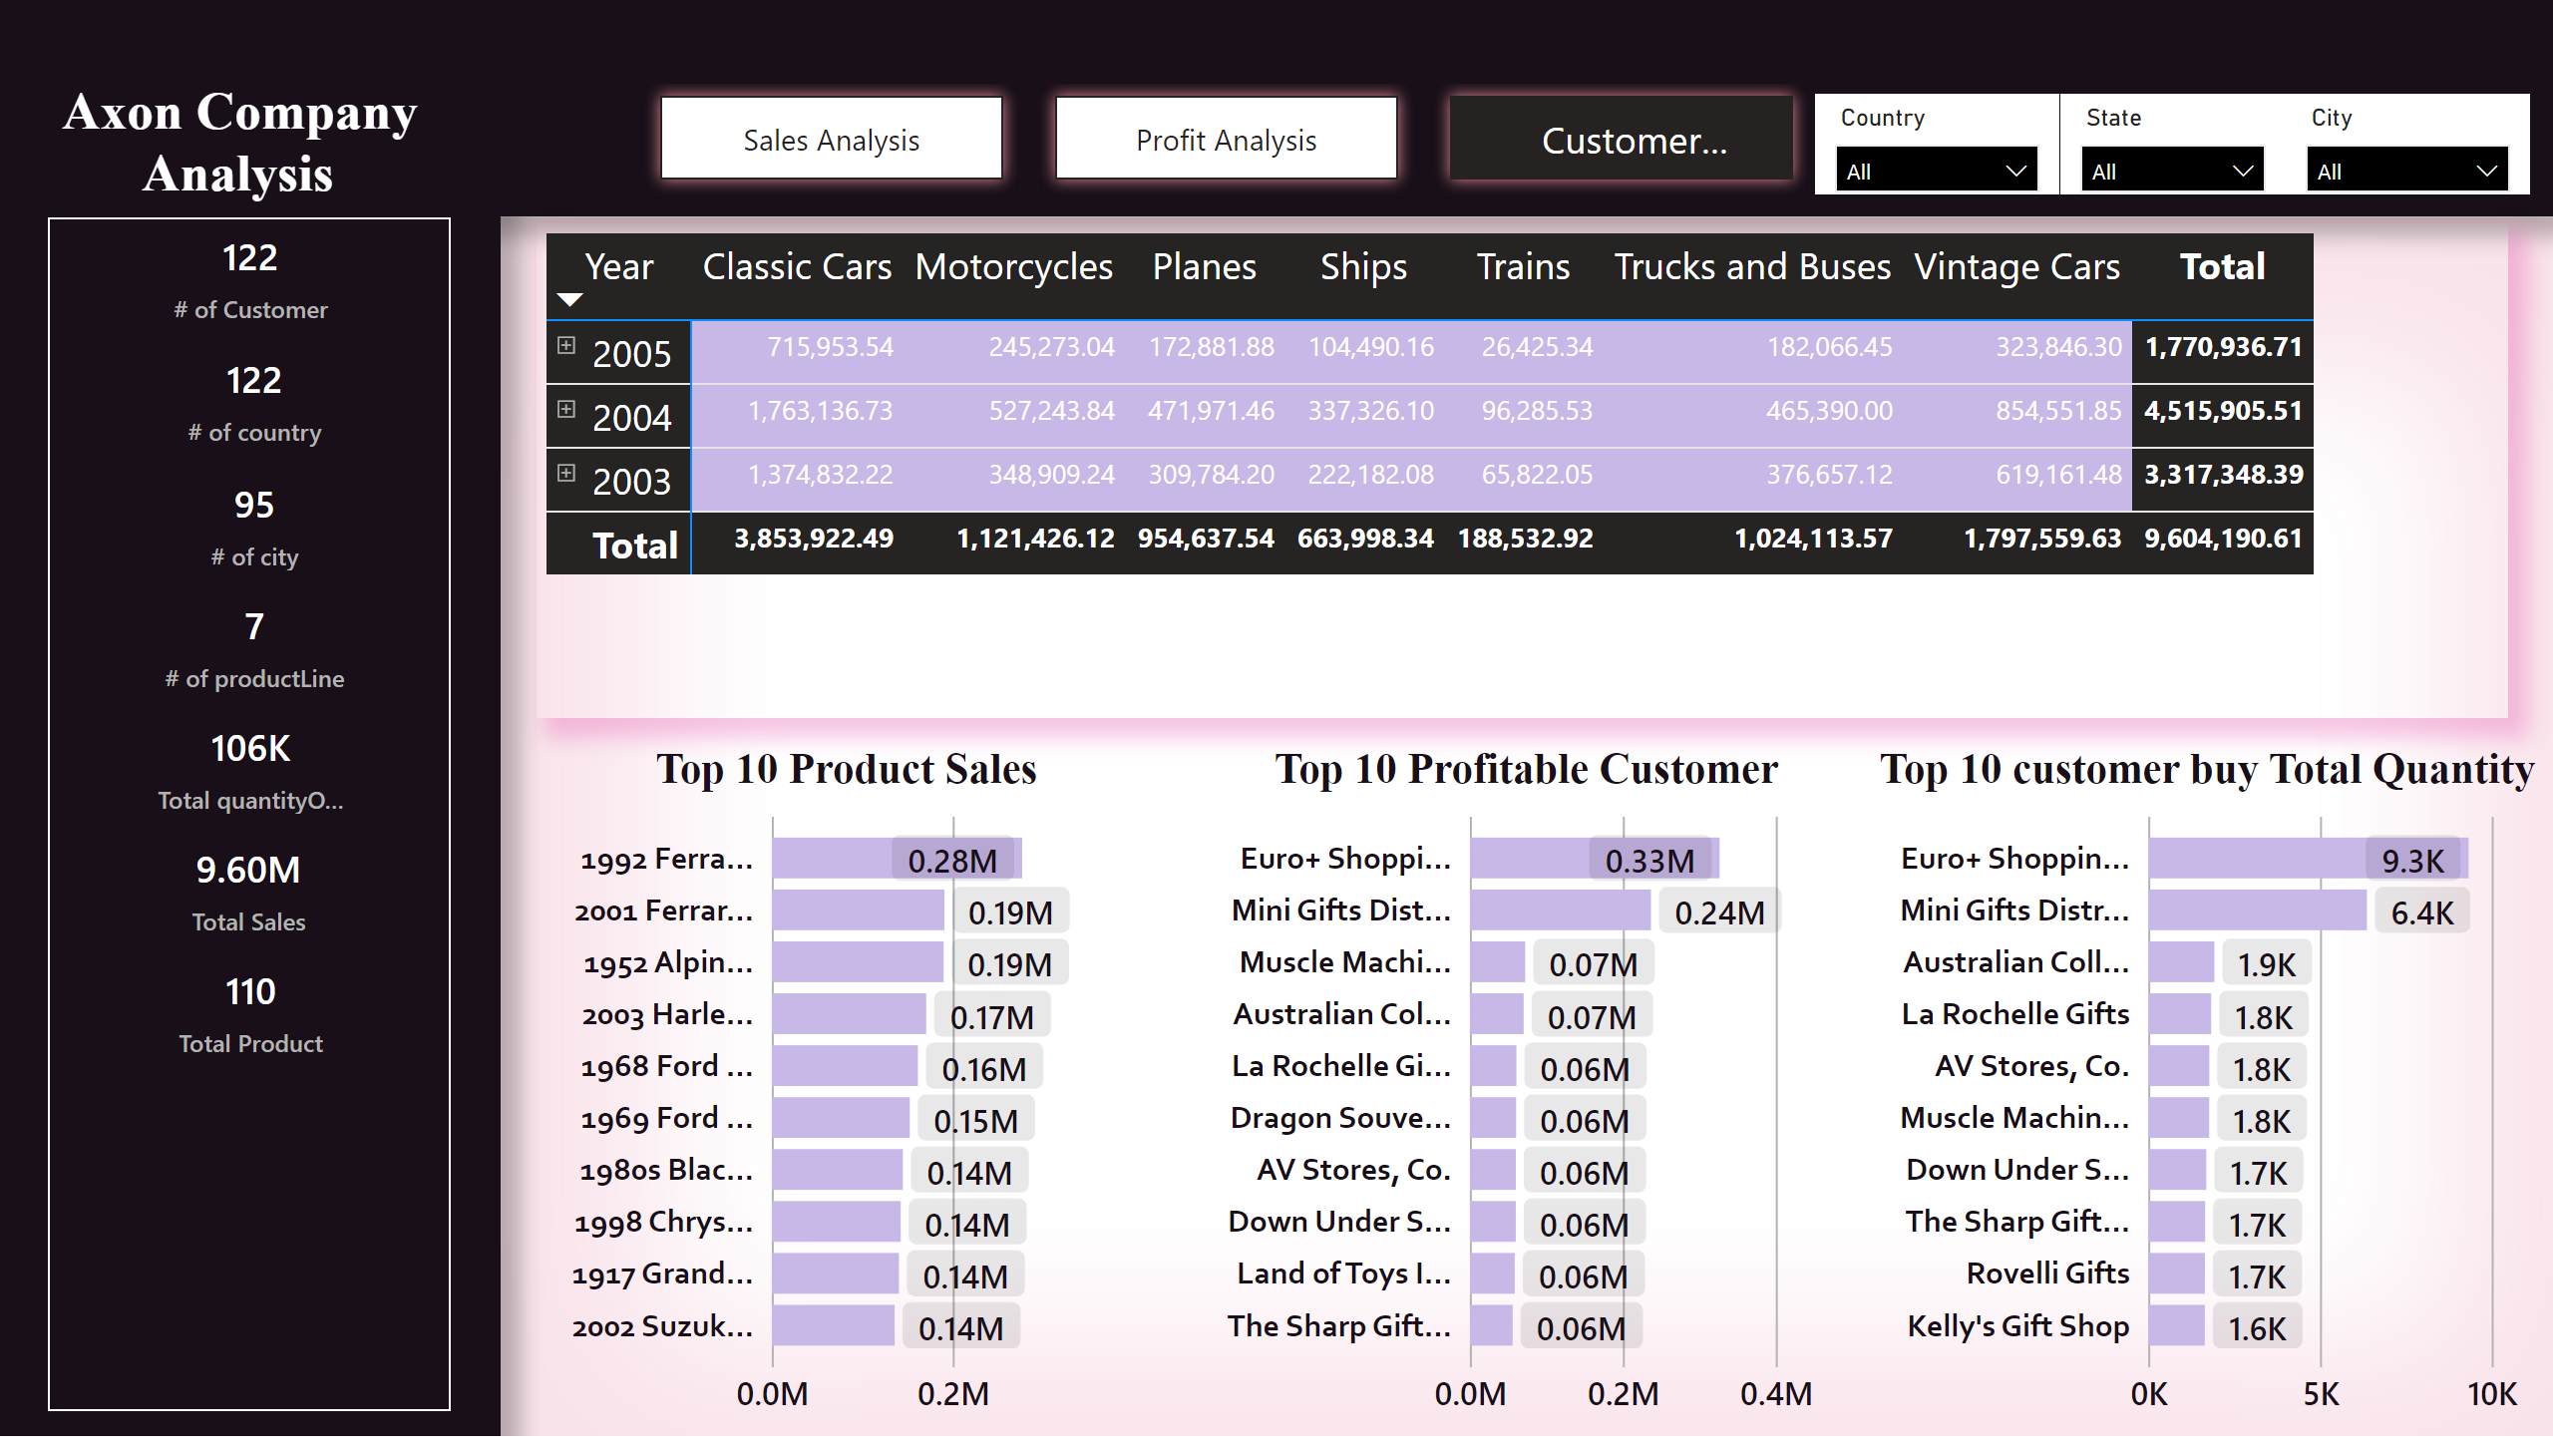 Axon Company
Analysis
Sales Analysis
Profit Analysis
Customer...
Country
State
City
All
All
All
122
# of Customer
122
# of country
95
# of city
7
# of productLine
106K
Total quantityO...
9.60M
Total Sales
110
Total Product
Year Classic Cars Motorcycles Planes Ships Trains Trucks and Buses Vintage Cars Total
2005 715,953.54 245,273.04 172,881.88 104,490.16 26,425.34 182,066.45 323,846.30 1,770,936.71
2004 1,763,136.73 527,243.84 471,971.46 337,326.10 96,285.53 465,390.00 854,551.85 4,515,905.51
2003 1,374,832.22 348,909.24 309,784.20 222,182.08 65,822.05 376,657.12 619,161.48 3,317,348.39
Total 3,853,922.49 1,121,426.12 954,637.54 663,998.34 188,532.92 1,024,113.57 1,797,559.63 9,604,190.61
Top 10 Product Sales
1992 Ferra... 0.28M
2001 Ferrar... 0.19M
1952 Alpin... 0.19M
2003 Harle... 0.17M
1968 Ford ... 0.16M
1969 Ford ... 0.15M
1980s Blac... 0.14M
1998 Chrys... 0.14M
1917 Grand... 0.14M
2002 Suzuk... 0.14M
0.0M 0.2M
Top 10 Profitable Customer
Euro+ Shoppi... 0.33M
Mini Gifts Dist... 0.24M
Muscle Machi... 0.07M
Australian Col... 0.07M
La Rochelle Gi... 0.06M
Dragon Souve... 0.06M
AV Stores, Co. 0.06M
Down Under S... 0.06M
Land of Toys I... 0.06M
The Sharp Gift... 0.06M
0.0M 0.2M 0.4M
Top 10 customer buy Total Quantity
Euro+ Shoppin... 9.3K
Mini Gifts Distr... 6.4K
Australian Coll... 1.9K
La Rochelle Gifts 1.8K
AV Stores, Co. 1.8K
Muscle Machin... 1.8K
Down Under S... 1.7K
The Sharp Gift... 1.7K
Rovelli Gifts 1.7K
Kelly's Gift Shop 1.6K
0K 5K 10K